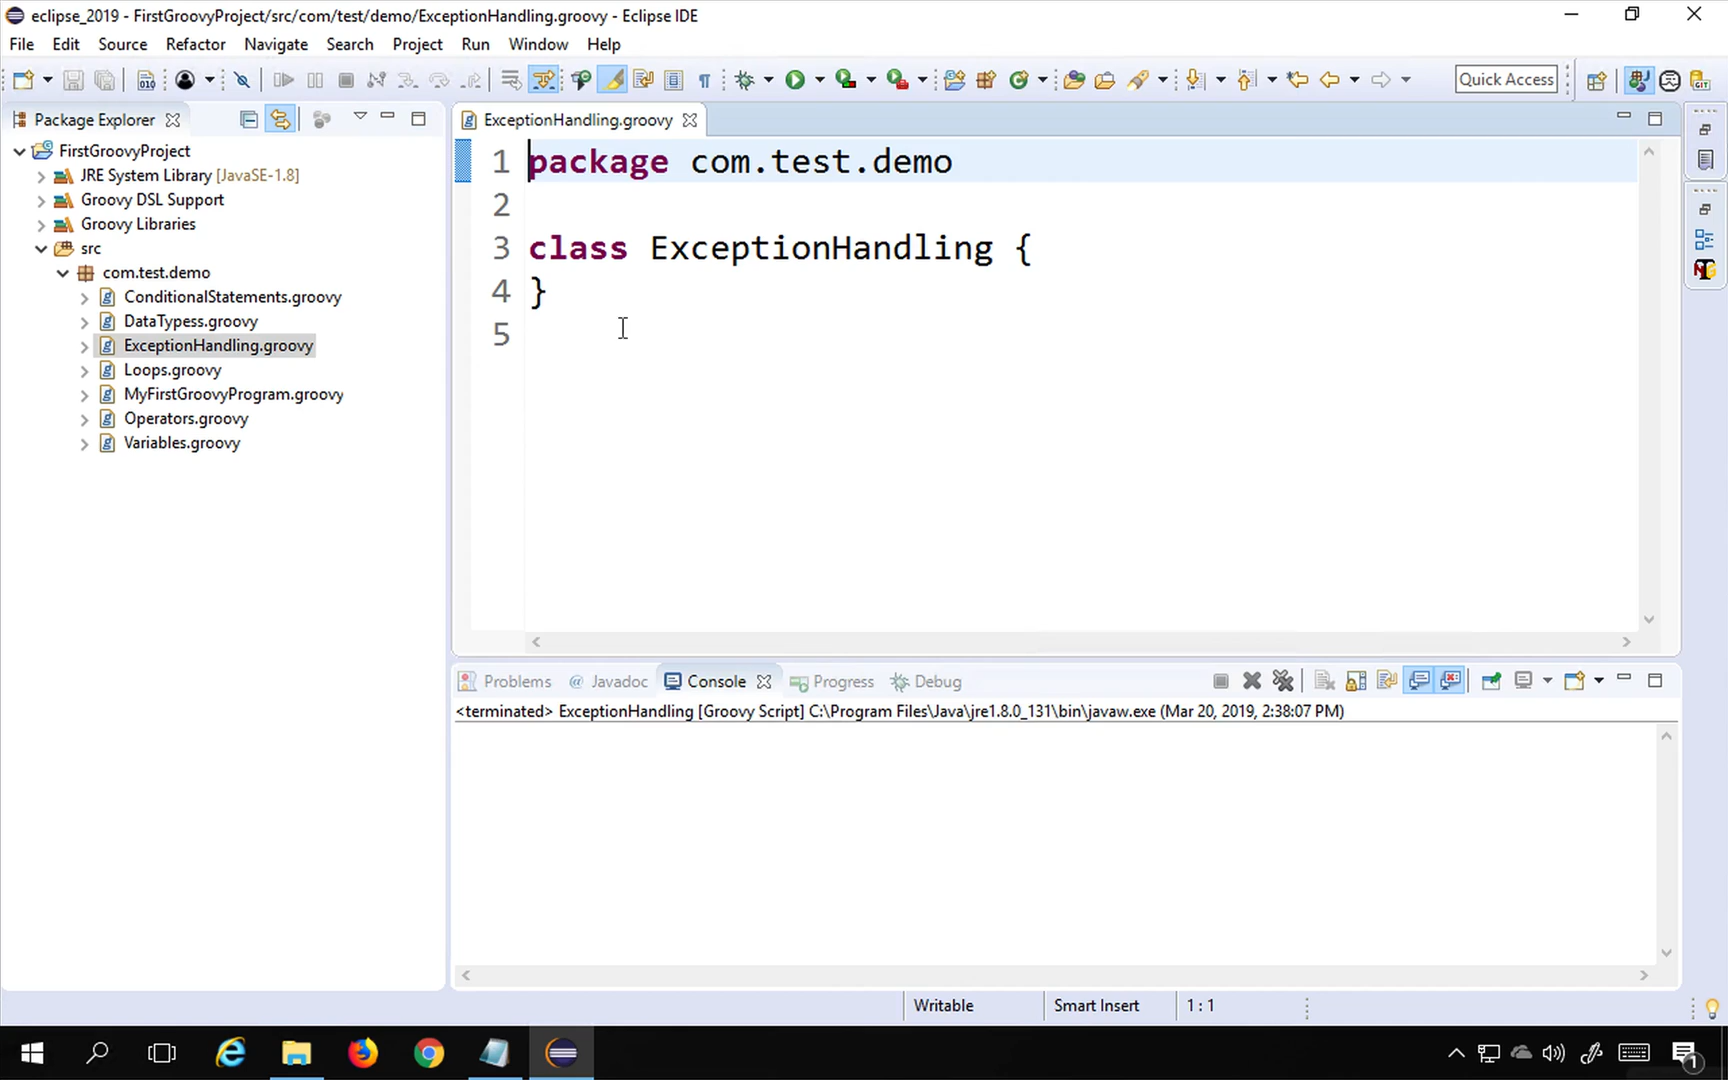 eclipse_2019 - FirstGroovyProject/src/com/test/demo/ExceptionHandling.groovy - Eclipse IDE
File Edit Source Refactor Navigate Search Project Run Window Help
Quick Access
Package Explorer
FirstGroovyProject
JRE System Library [JavaSE-1.8]
Groovy DSL Support
Groovy Libraries
src
com.test.demo
ConditionalStatements.groovy
DataTypess.groovy
ExceptionHandling.groovy
Loops.groovy
MyFirstGroovyProgram.groovy
Operators.groovy
Variables.groovy
ExceptionHandling.groovy
1 package com.test.demo
2
3 class ExceptionHandling {
4 }
5
Problems @ Javadoc Console Progress Debug
<terminated> ExceptionHandling [Groovy Script] C:\Program Files\Java\jre1.8.0_131\bin\javaw.exe (Mar 20, 2019, 2:38:07 PM)
Writable Smart Insert 1 : 1
1